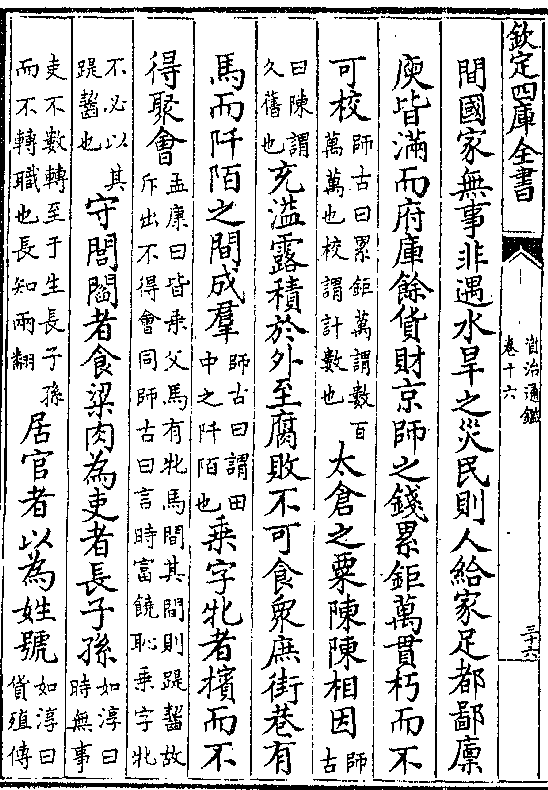 欽定四庫全書
資治通鑑
卷十六
三十六
間國家無事非遇水旱之災民則人給家足都鄙廩
庾皆滿而府庫餘貨財京師之錢累鉅萬貫朽而不
可校師古曰累鉅萬謂數百萬萬也校謂計數也太倉之粟陳陳相因師古
曰陳謂久舊也充溢露積於外至腐敗不可食衆庶街巷有
馬而阡陌之間成羣師古曰謂田中之阡陌也乗字牝者擯而不
得聚會孟康曰皆乗父馬有牝馬間其間則踶齧故斥出不得會同師古曰言時富饒恥乗字牝
不必以其踶齧也守閭閻者食粱肉為吏者長子孫如淳曰時無事
吏不數轉至于生長子孫而不轉職也長知兩翻居官者以為姓號如淳曰貨殖傳